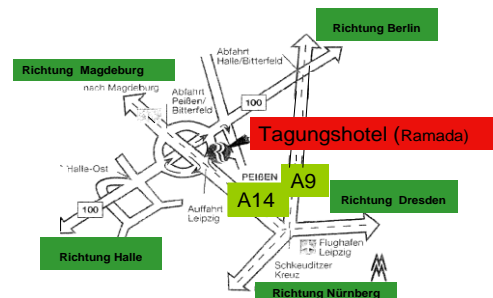 Richtung Berlin
Abfahrt
Halle/Bitterfeld
Richtung Magdeburg
nach Magdeburg
Abfahrt
Peißen/
Bitterfeld
100
Tagungshotel (Ramada)
Halle-Ost
PEIßEN
A9
A14
100
Auffahrt
Leipzig
Richtung Dresden
Richtung Halle
Flughafen
Leipzig
Schkeuditzer
Kreuz
Richtung Nürnberg